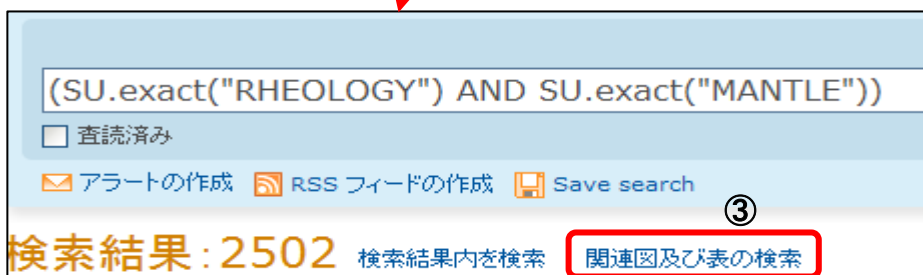 (SU.exact("RHEOLOGY") AND SU.exact("MANTLE"))
査読済み
アラートの作成 RSS フィードの作成 Save search
③
検索結果:2502 検索結果内を検索 関連図及び表の検索